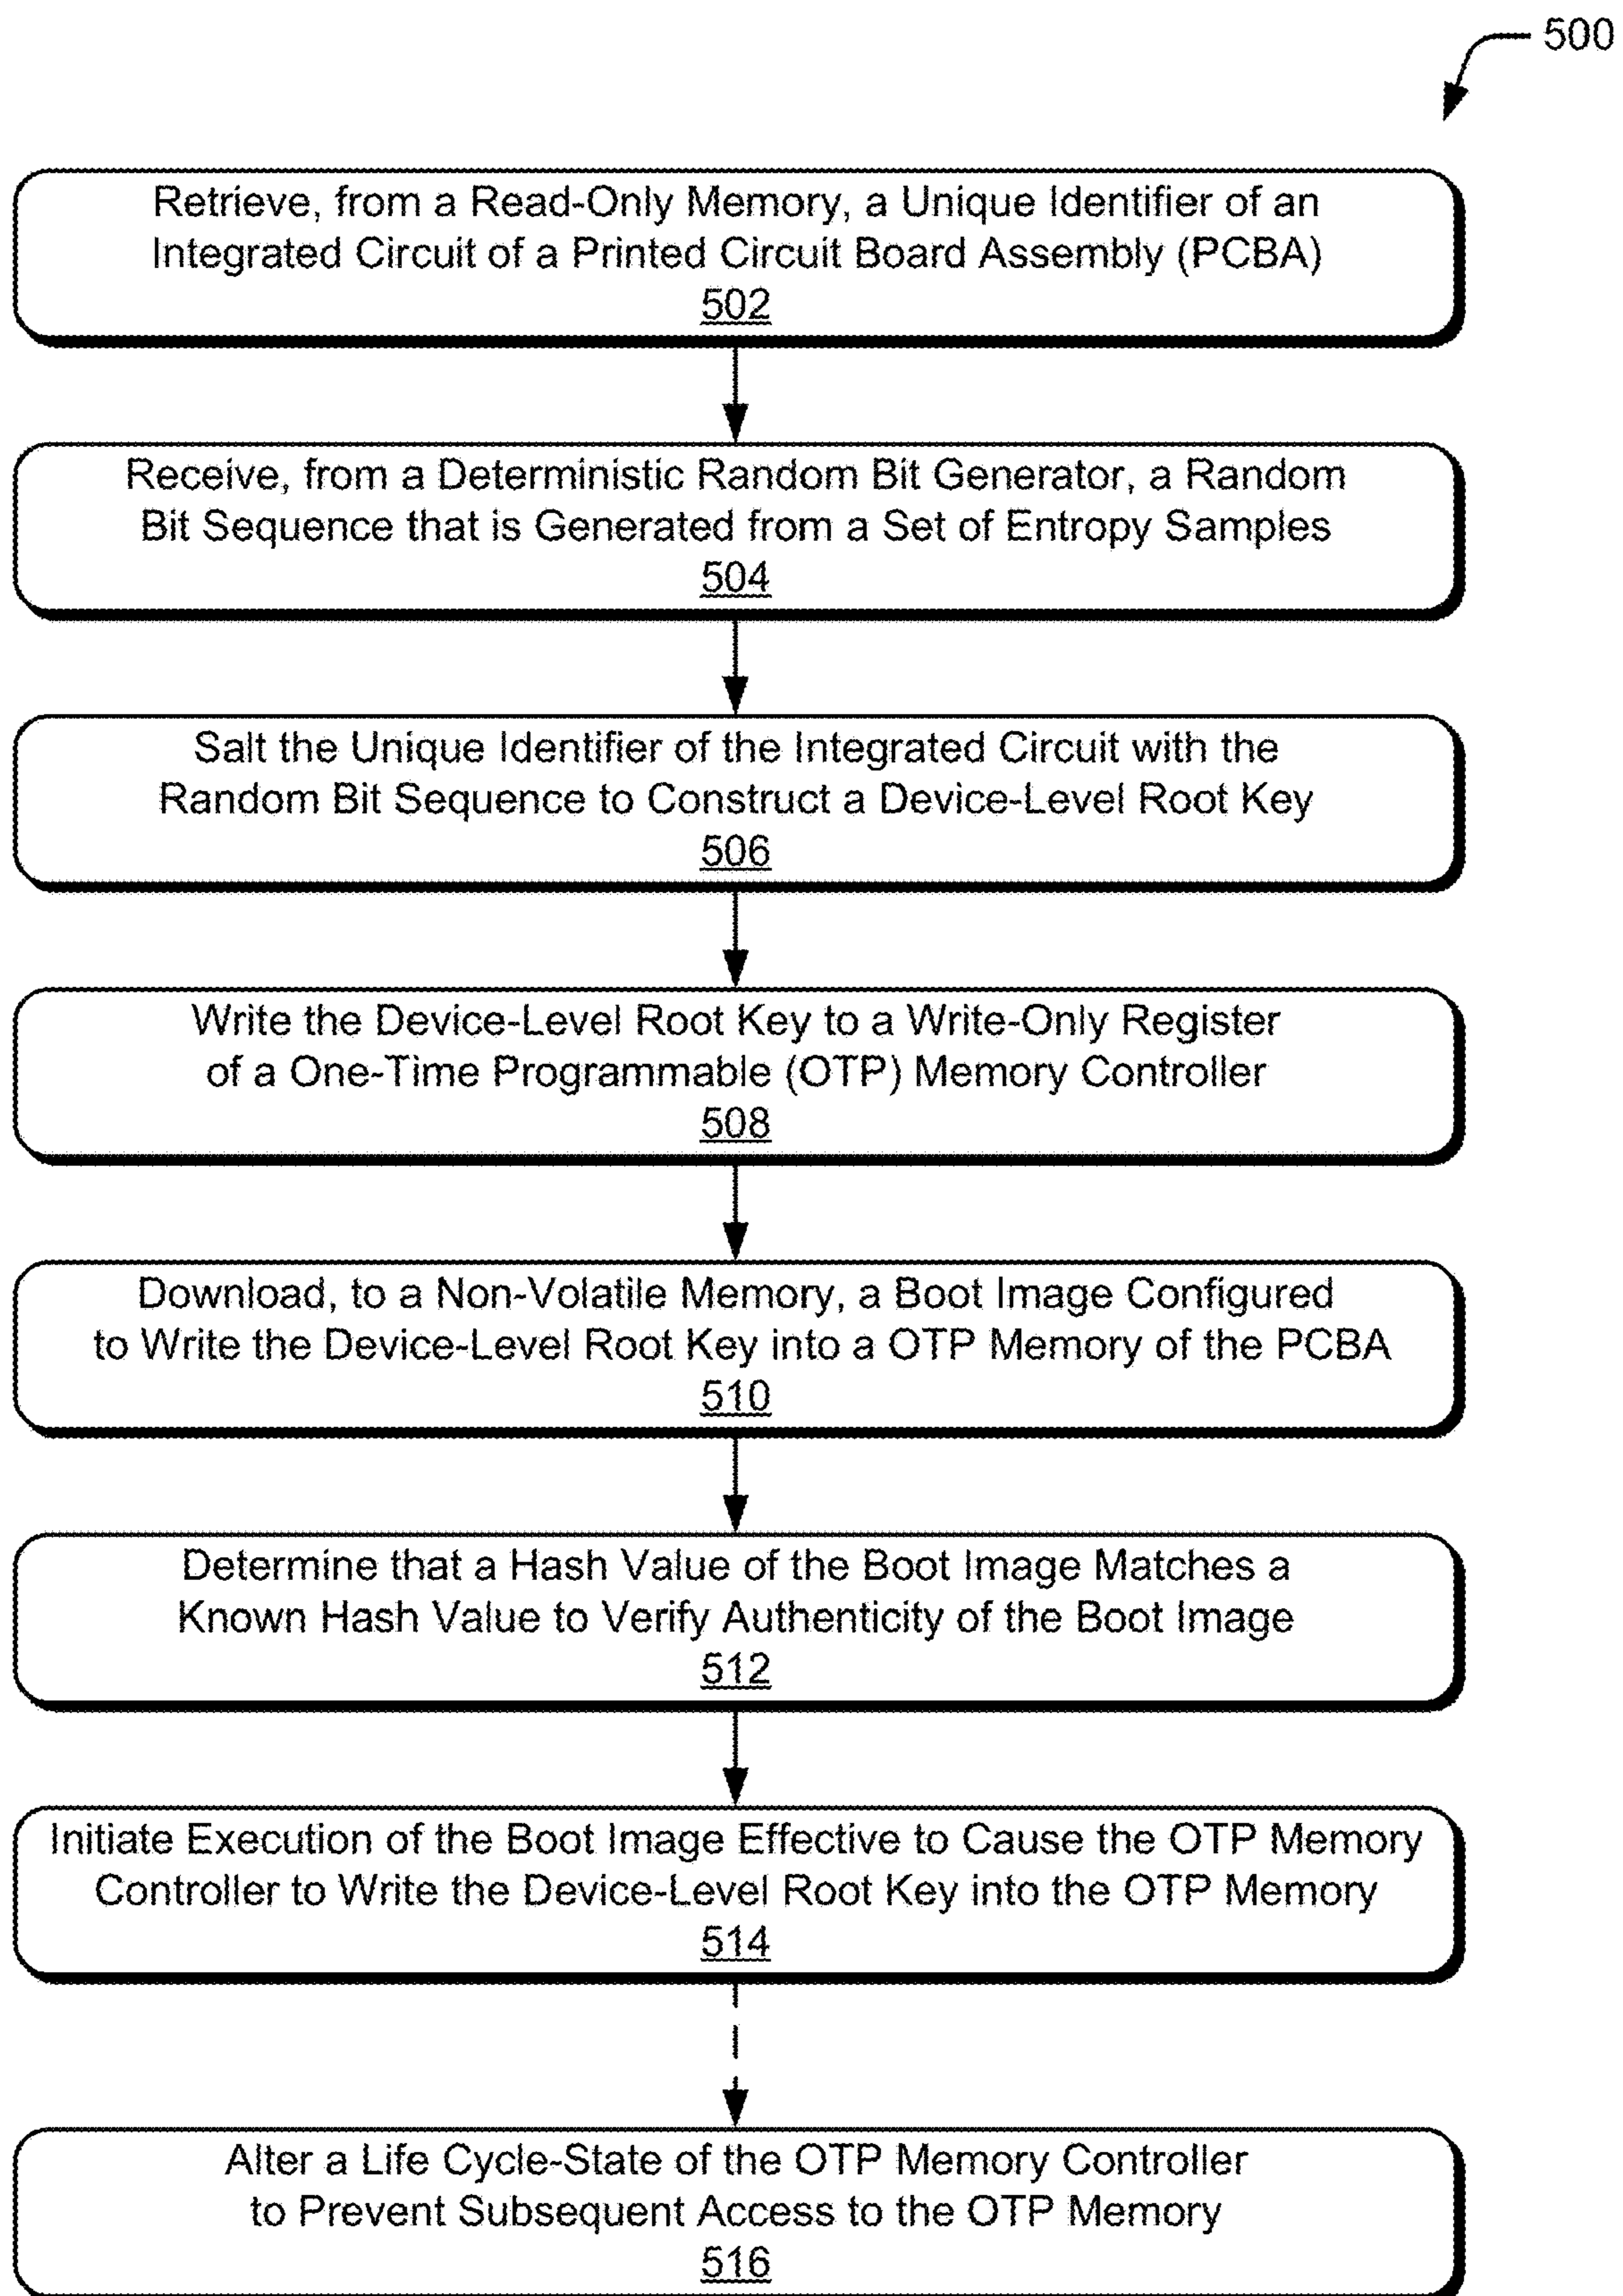 500
Retrieve, from a Read-Only Memory, a Unique Identifier of an
Integrated Circuit of a Printed Circuit Board Assembly (PCBA)
502
Receive, from a Deterministic Random Bit Generator, a Random
Bit Sequence that is Generated from a Set of Entropy Samples
504
Salt the Unique Identifier of the Integrated Circuit with the
Random Bit Sequence to Construct a Device-Level Root Key
506
Write the Device-Level Root Key to a Write-Only Register
of a One-Time Programmable (OTP) Memory Controller
508
Download, to a Non-Volatile Memory, a Boot Image Configured
to Write the Device-Level Root Key into a OTP Memory of the PCBA
510
Determine that a Hash Value of the Boot Image Matches a
Known Hash Value to Verify Authenticity of the Boot Image
512
Initiate Execution of the Boot Image Effective to Cause the OTP Memory
Controller to Write the Device-Level Root Key into the OTP Memory
514
Alter a Life Cycle-State of the OTP Memory Controller
to Prevent Subsequent Access to the OTP Memory
516